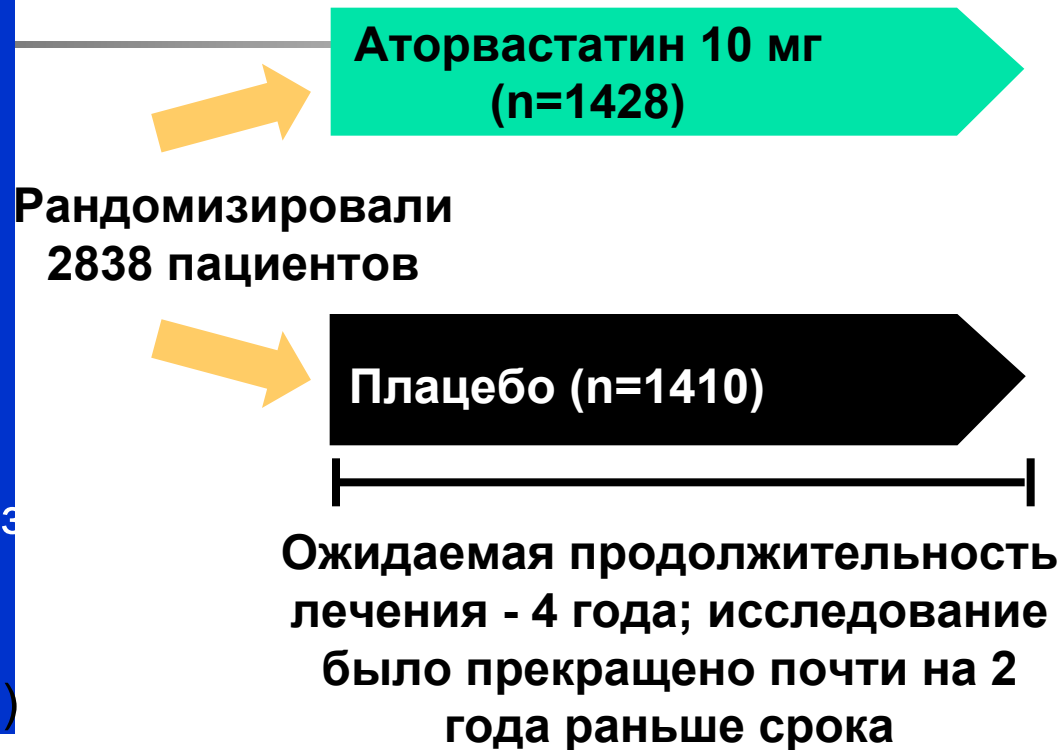 Аторвастатин 10 мг
(n=1428)
Рандомизировали
2838 пациентов
Плацебо (n=1410)
Ожидаемая продолжительность
лечения - 4 года; исследование
было прекращено почти на 2
года раньше срока
)